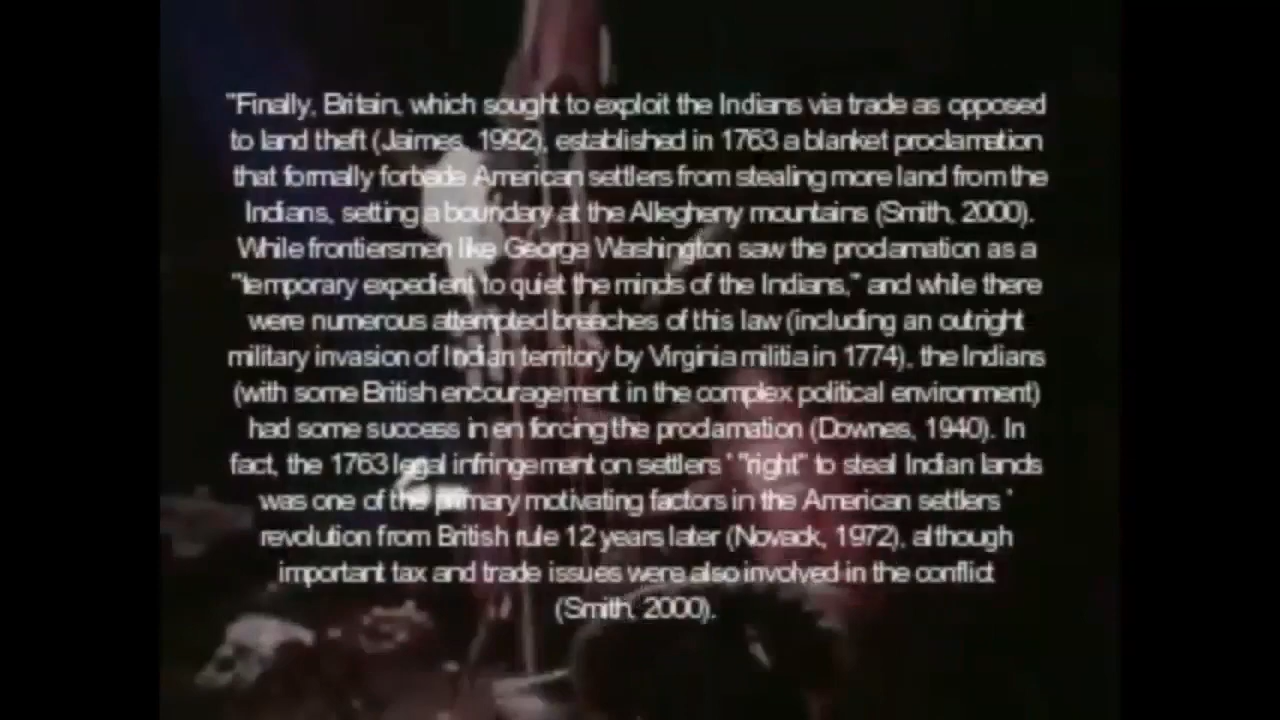 "Finally, Britain, which sought to exploit the Indians via trade as opposed
to land theft (Jaimes, 1992), established in 1763 a blanket proclamation
that formally forbade American settlers from stealing more land from the
Indians, setting a boundary at the Allegheny mountains (Smith, 2000).
While frontiersmen like George Washington saw the proclamation as a
"temporary expedient to quiet the minds of the Indians," and while there
were numerous attempted breaches of this law (including an outright
military invasion of Indian territory by Virginia militia in 1774), the Indians
(with some British encouragement in the complex political environment)
had some success in enforcing the proclamation (Downes, 1940). In
fact, the 1763 legal infringement on settlers' "right" to steal Indian lands
was one of the primary motivating factors in the American settlers'
revolution from British rule 12 years later (Novack, 1972), although
important tax and trade issues were also involved in the conflict
(Smith, 2000).